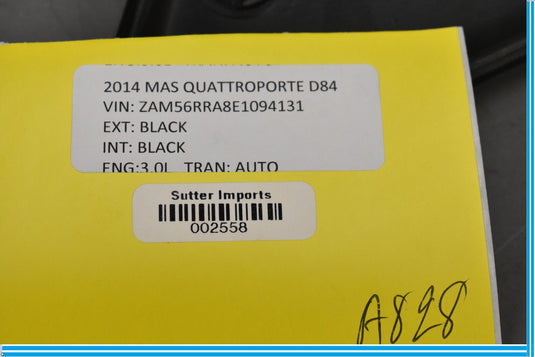 2014 MAS QUATTROPORTE D84
VIN: ZAM56RRA8E1094131
EXT: BLACK
INT: BLACK
ENG:3.0L TRAN: AUTO
Sutter Imports
002558
A828